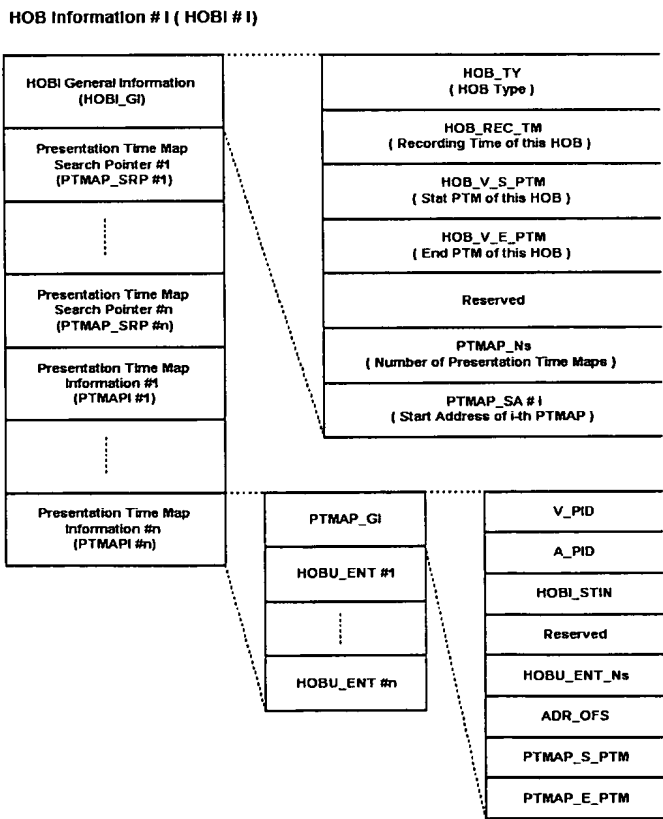 HOB Information # i ( HOBI # i)
HOBI General Information
(HOBI_GI)
Presentation Time Map
Search Pointer #1
(PTMAP_SRP #1)
Presentation Time Map
Search Pointer #n
(PTMAP_SRP #n)
Presentation Time Map
Information #1
(PTMAPI #1)
Presentation Time Map
Information #n
(PTMAPI #n)
HOB_TY
( HOB Type )
HOB_REC_TM
( Recording Time of this HOB )
HOB_V_S_PTM
( Stat PTM of this HOB )
HOB_V_E_PTM
( End PTM of this HOB )
Reserved
PTMAP_Ns
( Number of Presentation Time Maps )
PTMAP_SA # i
( Start Address of i-th PTMAP )
PTMAP_GI
HOBU_ENT #1
HOBU_ENT #n
V_PID
A_PID
HOBI_STIN
Reserved
HOBU_ENT_Ns
ADR_OFS
PTMAP_S_PTM
PTMAP_E_PTM